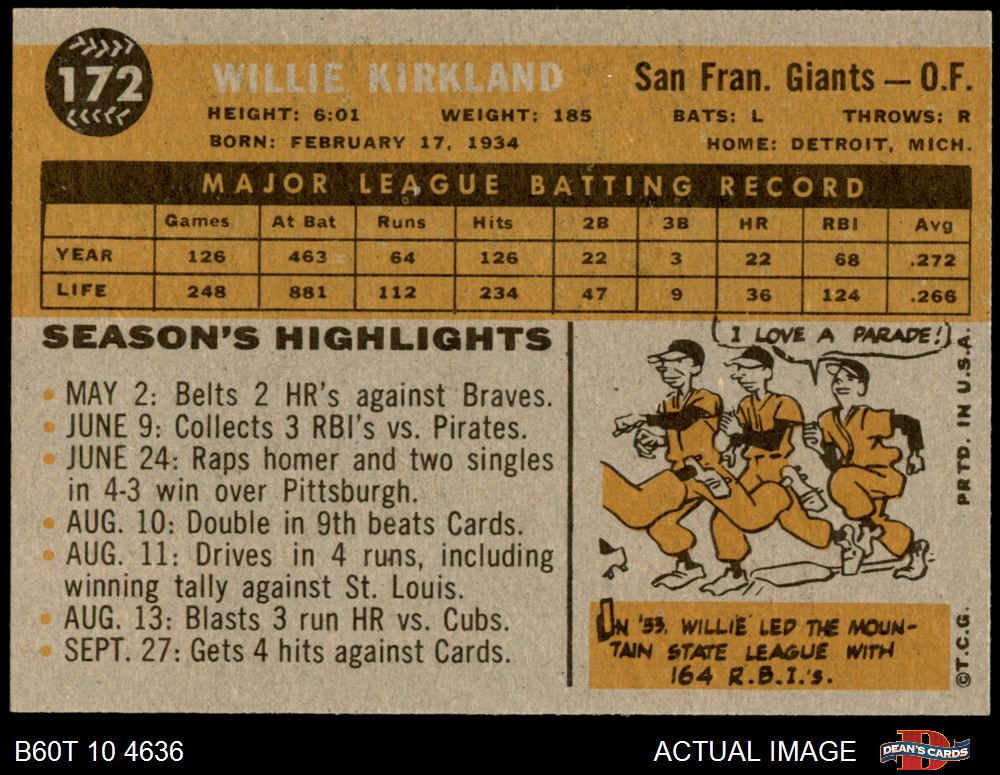 172
WILLIE KIRKLAND
San Fran. Giants — O.F.
HEIGHT: 6:01 WEIGHT: 185 BATS: L THROWS: R
BORN: FEBRUARY 17, 1934 HOME: DETROIT, MICH.
MAJOR LEAGUE BATTING RECORD
Games At Bat Runs Hits 2B 3B HR RBI Avg
YEAR 126 463 64 126 22 3 22 68 .272
LIFE 248 881 112 234 47 9 36 124 .266
SEASON'S HIGHLIGHTS
• MAY 2: Belts 2 HR's against Braves.
• JUNE 9: Collects 3 RBI's vs. Pirates.
• JUNE 24: Raps homer and two singles
in 4-3 win over Pittsburgh.
• AUG. 10: Double in 9th beats Cards.
• AUG. 11: Drives in 4 runs, including
winning tally against St. Louis.
• AUG. 13: Blasts 3 run HR vs. Cubs.
• SEPT. 27: Gets 4 hits against Cards.
I LOVE A PARADE!
IN '53, WILLIE LED THE MOUN-
TAIN STATE LEAGUE WITH
164 R.B.I.'s.
PRTD. IN U.S.A.
©T.C.G.
B60T 10 4636
ACTUAL IMAGE
DEAN'S CARDS